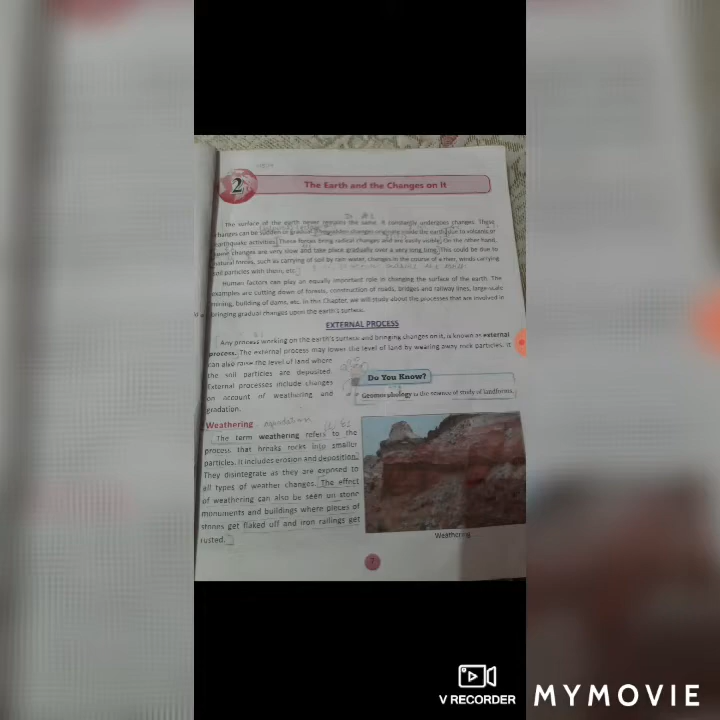 2
The Earth and the Changes on It
The surface of the earth never remains the same. It constantly undergoes changes. These
changes can be sudden or gradual. The sudden changes originate inside the earth due to volcanic or
earthquake activities. These forces bring radical changes and are easily visible. On the other hand,
some changes are very slow and take place gradually over a very long time. This could be due to
natural forces, such as carrying of soil by rain water, changes in the course of a river, winds carrying
soil particles with them, etc.
Human factors can play an equally important role in changing the surface of the earth. The
examples are cutting down of forests, construction of roads, bridges and railway lines, large-scale
mining, building of dams, etc. In this Chapter, we will study about the processes that are involved in
bringing gradual changes upon the earth's surface.
EXTERNAL PROCESS
Any process working on the earth's surface and bringing changes on it, is known as external
process. The external process may lower the level of land by wearing away rock particles. It
can also raise the level of land where
the soil particles are deposited.
External processes include changes
on account of weathering and
gradation.
Do You Know?
Geomorphology is the science of study of landforms.
Weathering
The term weathering refers to the
process that breaks rocks into smaller
particles. It includes erosion and deposition.
They disintegrate as they are exposed to
all types of weather changes. The effect
of weathering can also be seen on stone
monuments and buildings where pieces of
stones get flaked off and iron railings get
rusted.
Weathering
7
V RECORDER
MYMOVIE